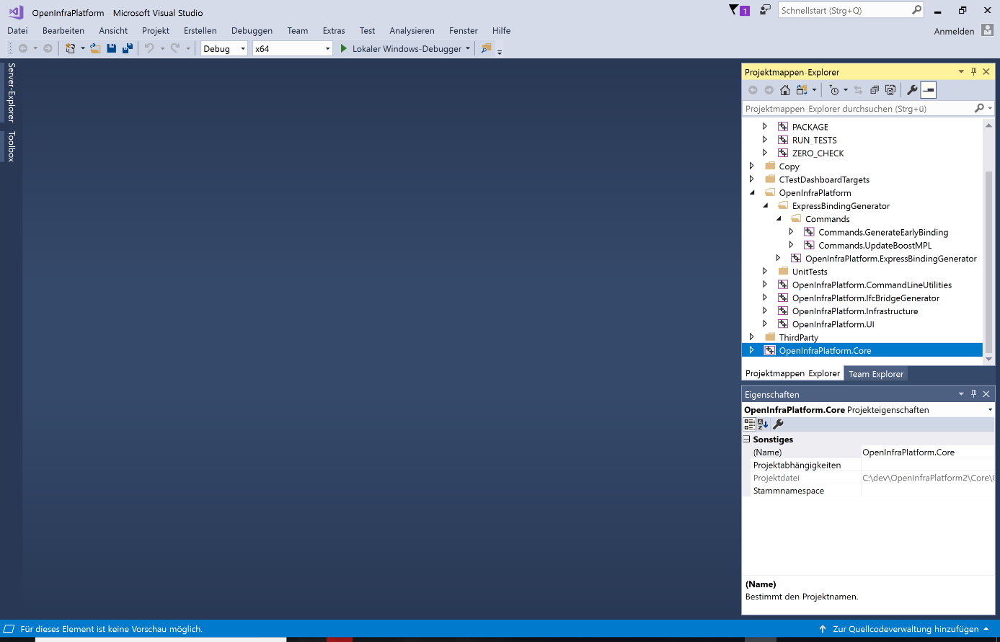 OpenInfraPlatform - Microsoft Visual Studio
1
Schnellstart (Strg+Q)
Datei Bearbeiten Ansicht Projekt Erstellen Debuggen Team Extras Test Analysieren Fenster Hilfe
Anmelden
Debug x64 Lokaler Windows-Debugger
Server-Explorer
Toolbox
Projektmappen-Explorer
Projektmappen-Explorer durchsuchen (Strg+ü)
PACKAGE
RUN_TESTS
ZERO_CHECK
Copy
CTestDashboardTargets
OpenInfraPlatform
ExpressBindingGenerator
Commands
Commands.GenerateEarlyBinding
Commands.UpdateBoostMPL
OpenInfraPlatform.ExpressBindingGenerator
UnitTests
OpenInfraPlatform.CommandLineUtilities
OpenInfraPlatform.IfcBridgeGenerator
OpenInfraPlatform.Infrastructure
OpenInfraPlatform.UI
ThirdParty
OpenInfraPlatform.Core
Projektmappen-Explorer Team Explorer
Eigenschaften
OpenInfraPlatform.Core Projekteigenschaften
Sonstiges
(Name) OpenInfraPlatform.Core
Projektabhängigkeiten
Projektdatei C:\dev\OpenInfraPlatform2\Core\
Stammnamespace
(Name)
Bestimmt den Projektnamen.
Für dieses Element ist keine Vorschau möglich.
Zur Quellcodeverwaltung hinzufügen